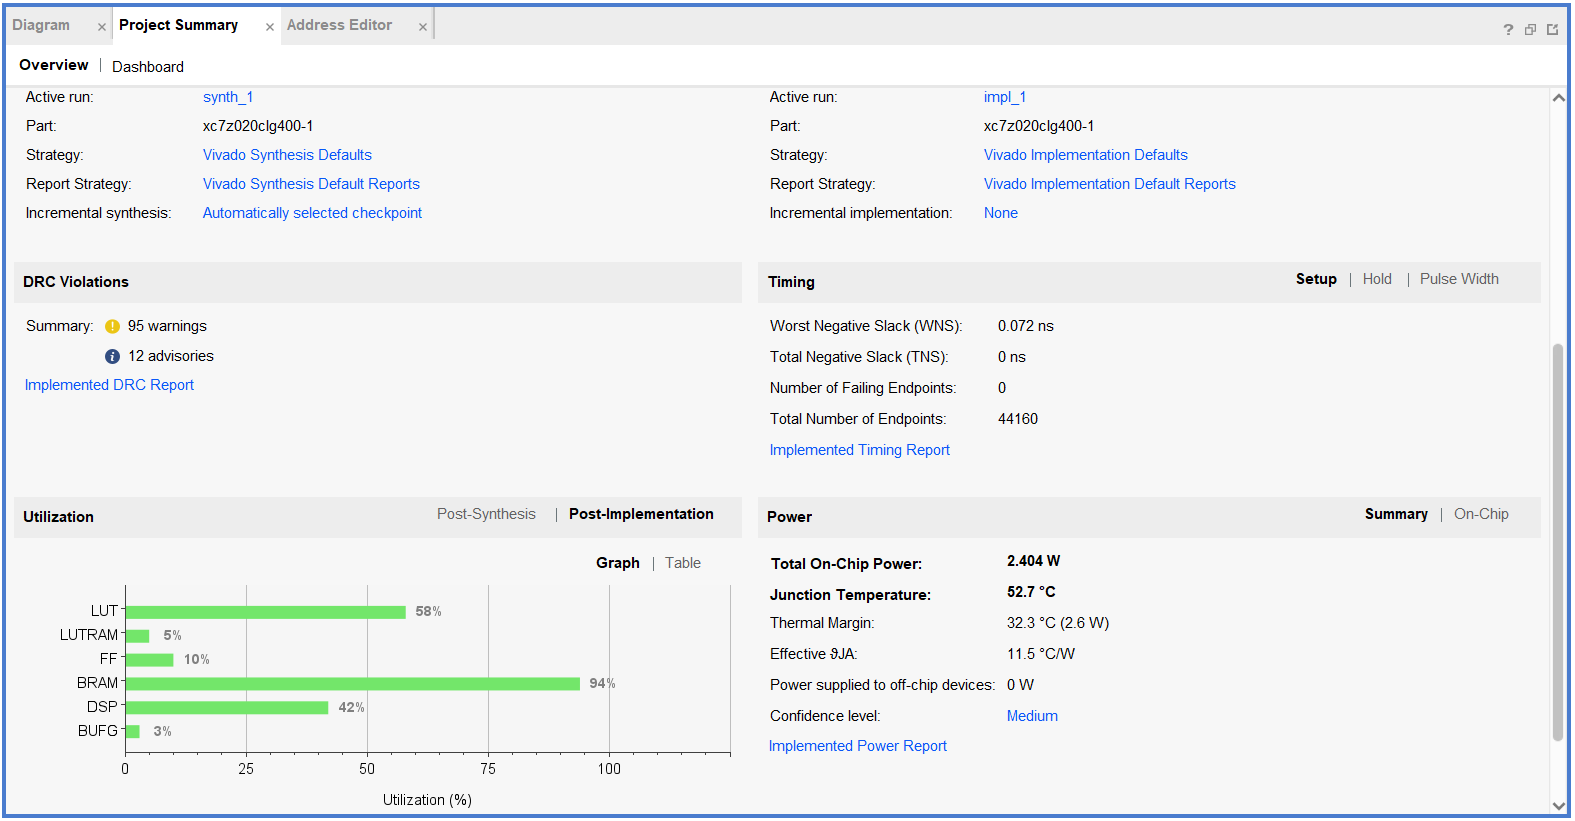 Diagram × Project Summary × Address Editor × ?
Overview | Dashboard
Active run: synth_1
Part: xc7z020clg400-1
Strategy: Vivado Synthesis Defaults
Report Strategy: Vivado Synthesis Default Reports
Incremental synthesis: Automatically selected checkpoint
Active run: impl_1
Part: xc7z020clg400-1
Strategy: Vivado Implementation Defaults
Report Strategy: Vivado Implementation Default Reports
Incremental implementation: None
DRC Violations
Summary: 95 warnings
12 advisories
Implemented DRC Report
Timing Setup | Hold | Pulse Width
Worst Negative Slack (WNS): 0.072 ns
Total Negative Slack (TNS): 0 ns
Number of Failing Endpoints: 0
Total Number of Endpoints: 44160
Implemented Timing Report
Utilization Post-Synthesis | Post-Implementation
Graph | Table
LUT 58%
LUTRAM 5%
FF 10%
BRAM 94%
DSP 42%
BUFG 3%
0 25 50 75 100
Utilization (%)
Power Summary | On-Chip
Total On-Chip Power: 2.404 W
Junction Temperature: 52.7 °C
Thermal Margin: 32.3 °C (2.6 W)
Effective ϑJA: 11.5 °C/W
Power supplied to off-chip devices: 0 W
Confidence level: Medium
Implemented Power Report